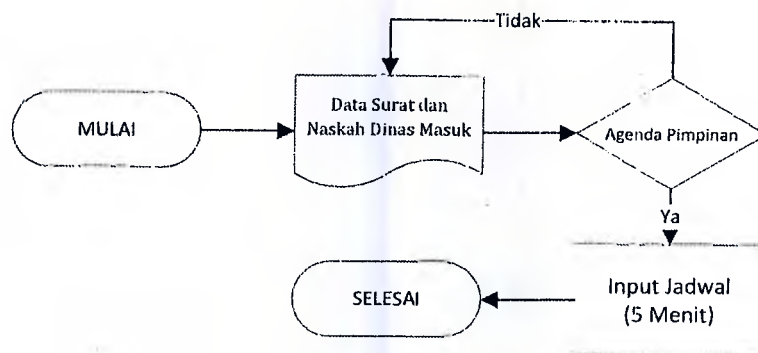 Tidak
MULAI
Data Surat dan
Naskah Dinas Masuk
Agenda Pimpinan
Ya
SELESAI
Input Jadwal
(5 Menit)